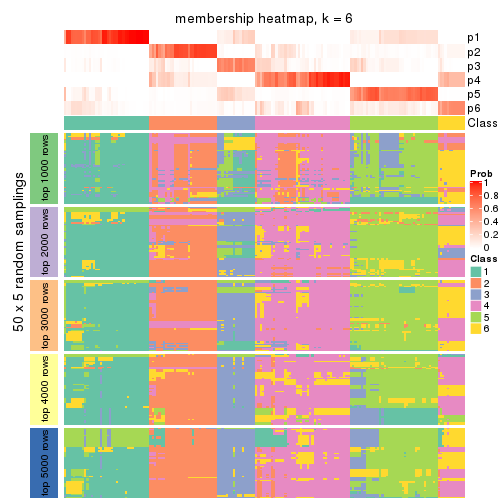 membership heatmap, k = 6
p1
p2
p3
p4
p5
p6
Class
50 x 5 random samplings
top 1000 rows
top 2000 rows
top 3000 rows
top 4000 rows
top 5000 rows
Prob
1
0.8
0.6
0.4
0.2
0
Class
1
2
3
4
5
6